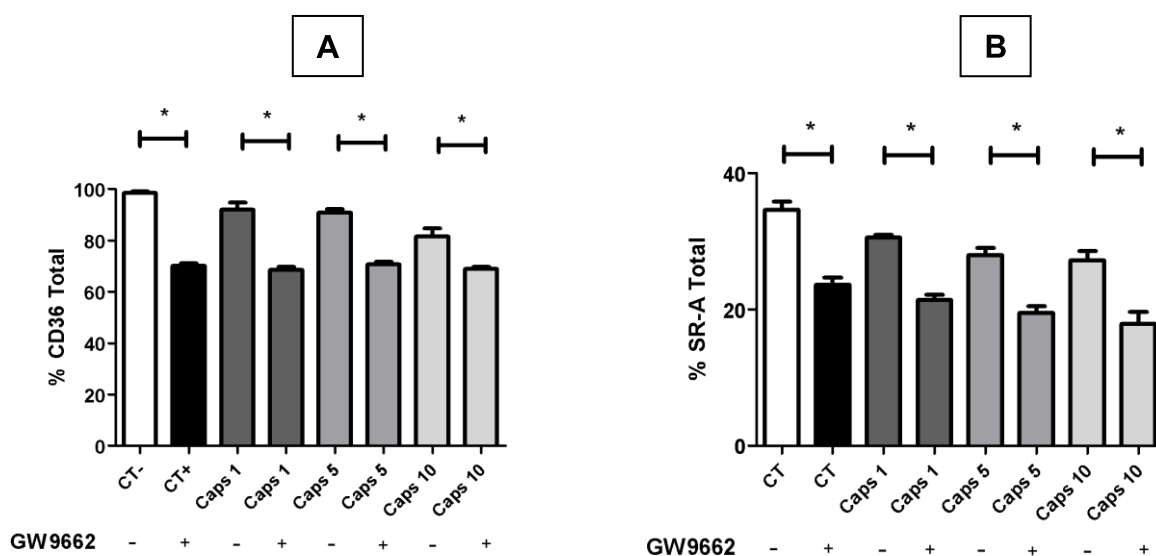 A
* * * *
% CD36 Total
100
80
60
40
20
0
CT- CT+ Caps 1 Caps 1 Caps 5 Caps 5 Caps 10 Caps 10
GW9662 - + - + - + - +
B
* * * *
% SR-A Total
40
20
0
CT CT Caps 1 Caps 1 Caps 5 Caps 5 Caps 10 Caps 10
GW9662 - + - + - + - +